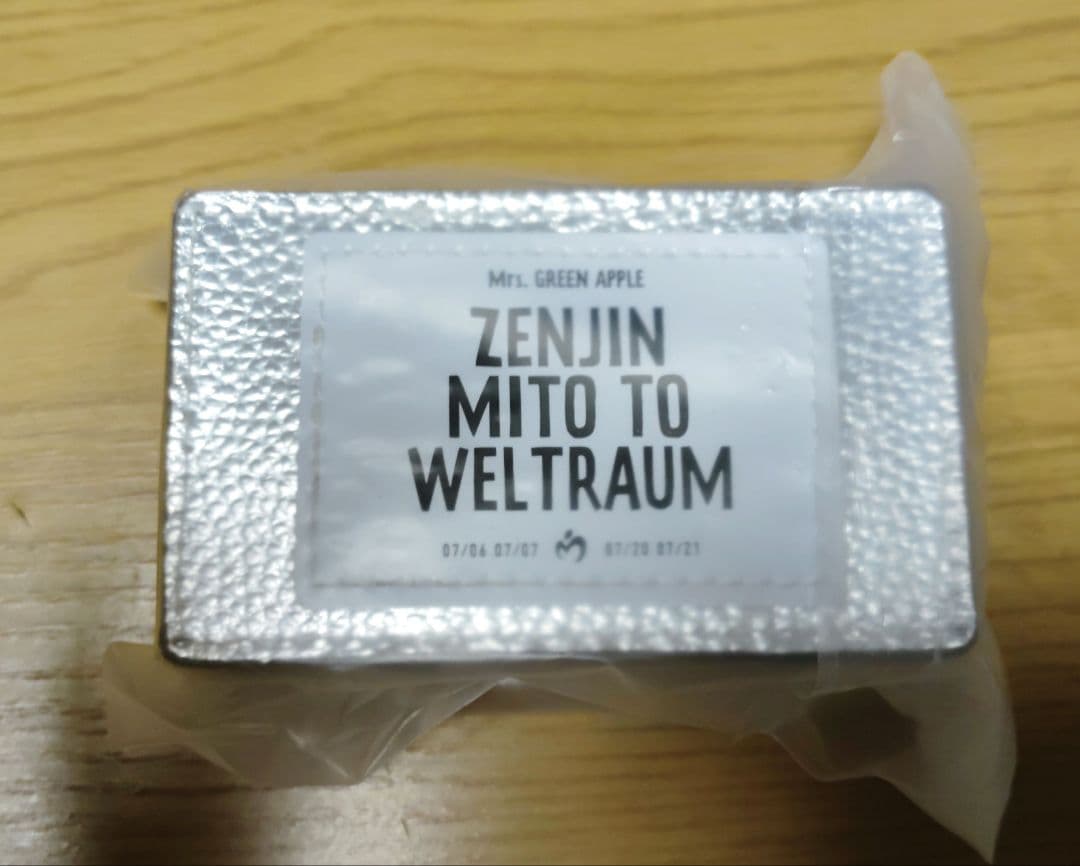 Mrs. GREEN APPLE
ZENJIN
MITO TO
WELTRAUM
07/06 07/07 07/20 07/21